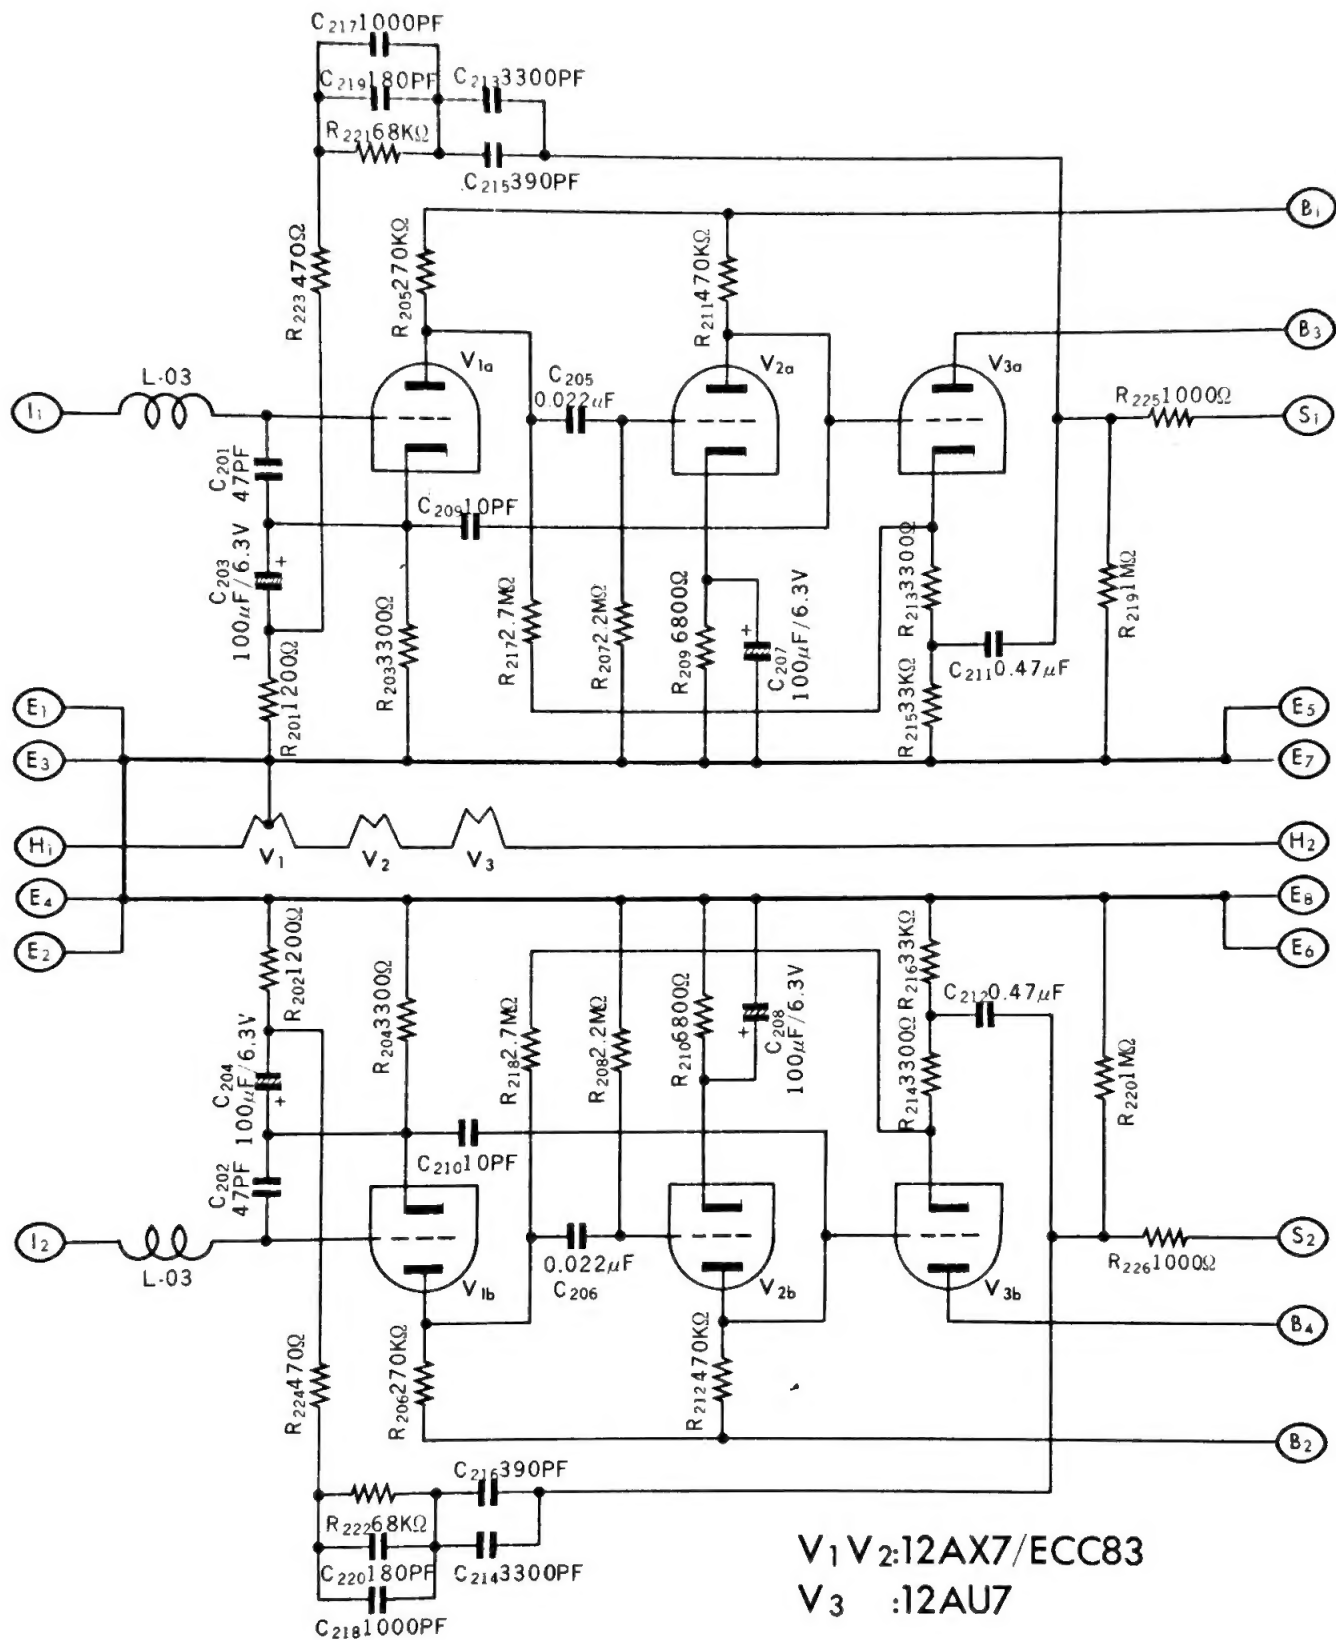 C217 1000PF
C219 180PF
C213 3300PF
R221 68KΩ
C215 390PF
B1
R223 470Ω
R205 270KΩ
R211 470KΩ
B3
V1a
V2a
V3a
L-03
C205
0.022μF
R225 1000Ω
I1
S1
C201
47PF
C209 10PF
C203
100μF/6.3V
R203 3300Ω
R217 2.7MΩ
R207 2.2MΩ
R209 6800Ω
+
C207
100μF/6.3V
R213 3300Ω
R219 1MΩ
C211 0.47μF
+
R201 1200Ω
R215 33KΩ
E1
E5
E3
E7
H1
V1
V2
V3
H2
E4
E8
E2
E6
R202 1200Ω
R204 3300Ω
R218 2.7MΩ
R208 2.2MΩ
R210 6800Ω
+
C208
100μF/6.3V
R216 33KΩ
C212 0.47μF
R214 3300Ω
R220 1MΩ
C204
100μF/6.3V
+
C202
47PF
C210 10PF
I2
S2
L-03
0.022μF
C206
V1b
V2b
V3b
R226 1000Ω
B4
R224 470Ω
R206 270KΩ
R212 470KΩ
B2
C216 390PF
R222 68KΩ
C220 180PF
C214 3300PF
C218 1000PF
V1 V2:12AX7/ECC83
V3 :12AU7